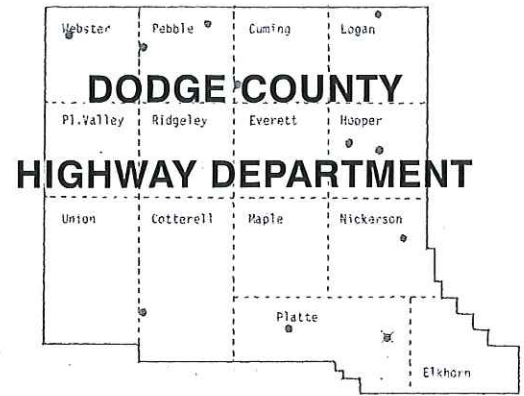 Webster Pebble Cuming Logan
DODGE COUNTY
Pl.Valley Ridgeley Everett Hooper
HIGHWAY DEPARTMENT
Union Cotterell Maple Nickerson
Platte
Elkhorn